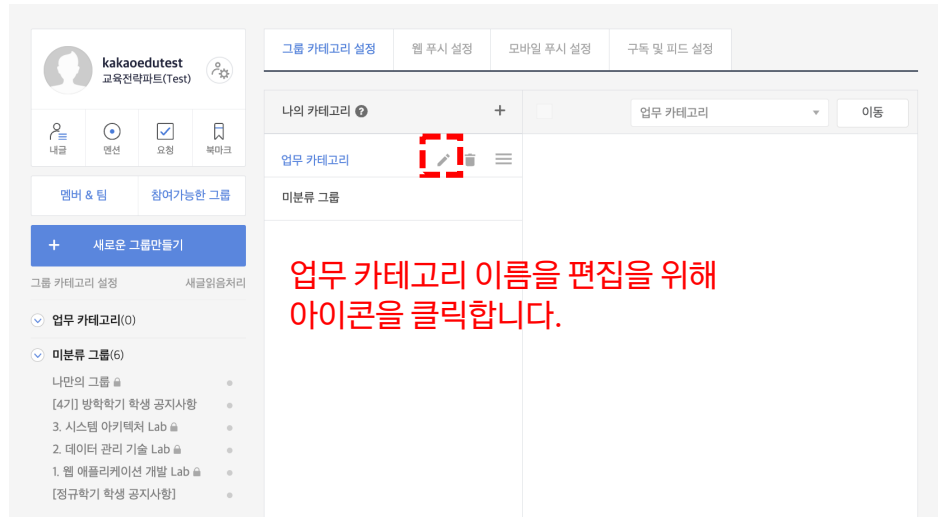 kakaoedutest
교육전략파트(Test)
내글
멘션
요청
북마크
멤버 & 팀
참여가능한 그룹
+ 새로운 그룹만들기
그룹 카테고리 설정
새글읽음처리
업무 카테고리(0)
미분류 그룹(6)
나만의 그룹
[4기] 방학학기 학생 공지사항
3. 시스템 아키텍처 Lab
2. 데이터 관리 기술 Lab
1. 웹 애플리케이션 개발 Lab
[정규학기 학생 공지사항]
그룹 카테고리 설정
웹 푸시 설정
모바일 푸시 설정
구독 및 피드 설정
나의 카테고리 ?
+
업무 카테고리
이동
업무 카테고리
미분류 그룹
업무 카테고리 이름을 편집을 위해
아이콘을 클릭합니다.